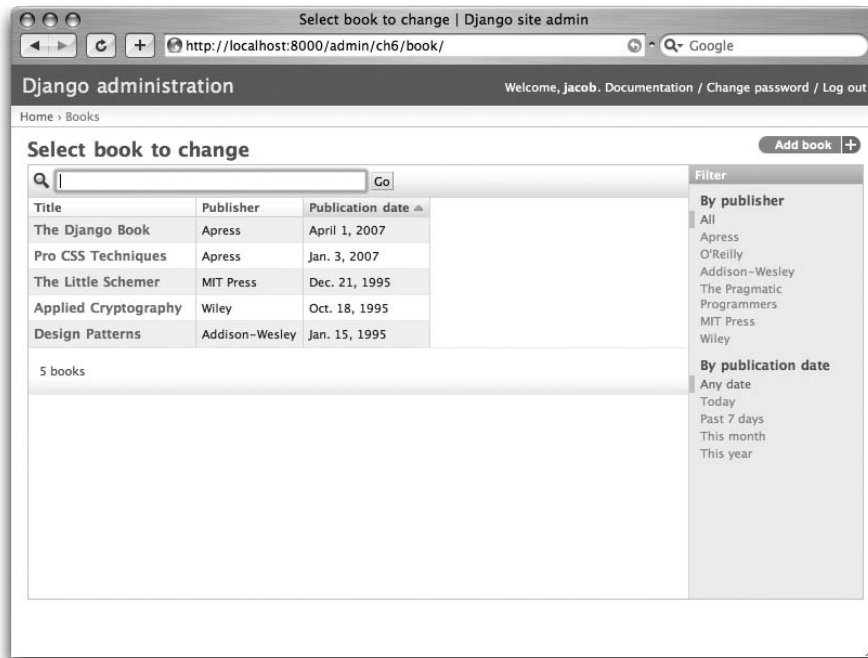 Select book to change | Django site admin
http://localhost:8000/admin/ch6/book/
Google
Django administration
Welcome, jacob. Documentation / Change password / Log out
Home › Books
Select book to change
Add book
Go
Title Publisher Publication date
The Django Book Apress April 1, 2007
Pro CSS Techniques Apress Jan. 3, 2007
The Little Schemer MIT Press Dec. 21, 1995
Applied Cryptography Wiley Oct. 18, 1995
Design Patterns Addison-Wesley Jan. 15, 1995
5 books
Filter
By publisher
All
Apress
O'Reilly
Addison-Wesley
The Pragmatic
Programmers
MIT Press
Wiley
By publication date
Any date
Today
Past 7 days
This month
This year